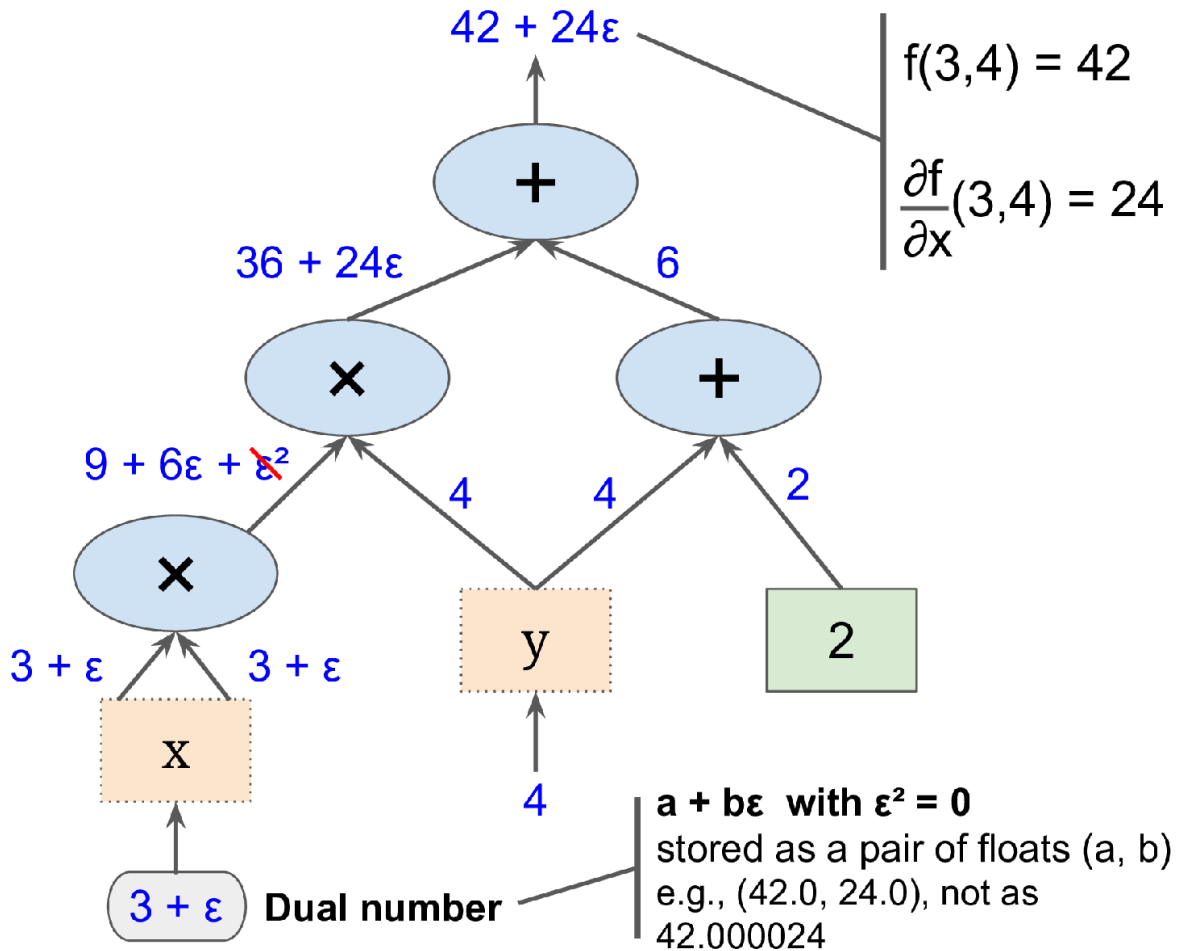 42 + 24ε
f(3,4) = 42
+
∂f
∂x
(3,4) = 24
36 + 24ε
6
×
+
9 + 6ε + ε²
4
4
2
×
y
2
3 + ε
3 + ε
x
4
a + bε with ε² = 0
stored as a pair of floats (a, b)
e.g., (42.0, 24.0), not as
42.000024
3 + ε
Dual number